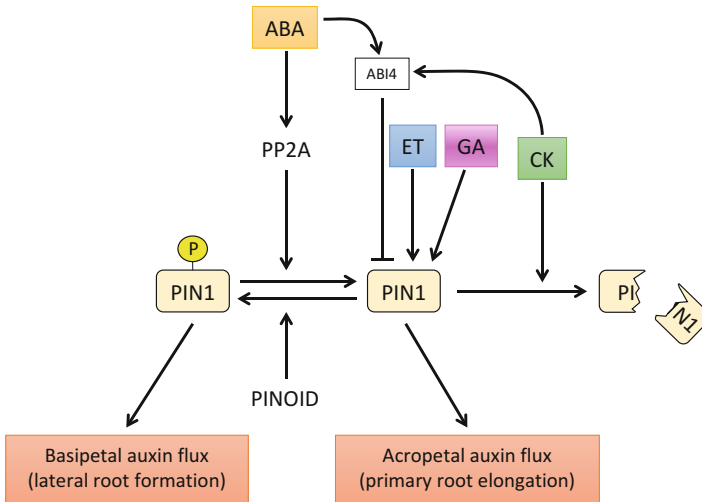 ABA
ABI4
PP2A
ET
GA
CK
P
PIN1
PIN1
PI
N1
PINOID
Basipetal auxin flux
(lateral root formation)
Acropetal auxin flux
(primary root elongation)